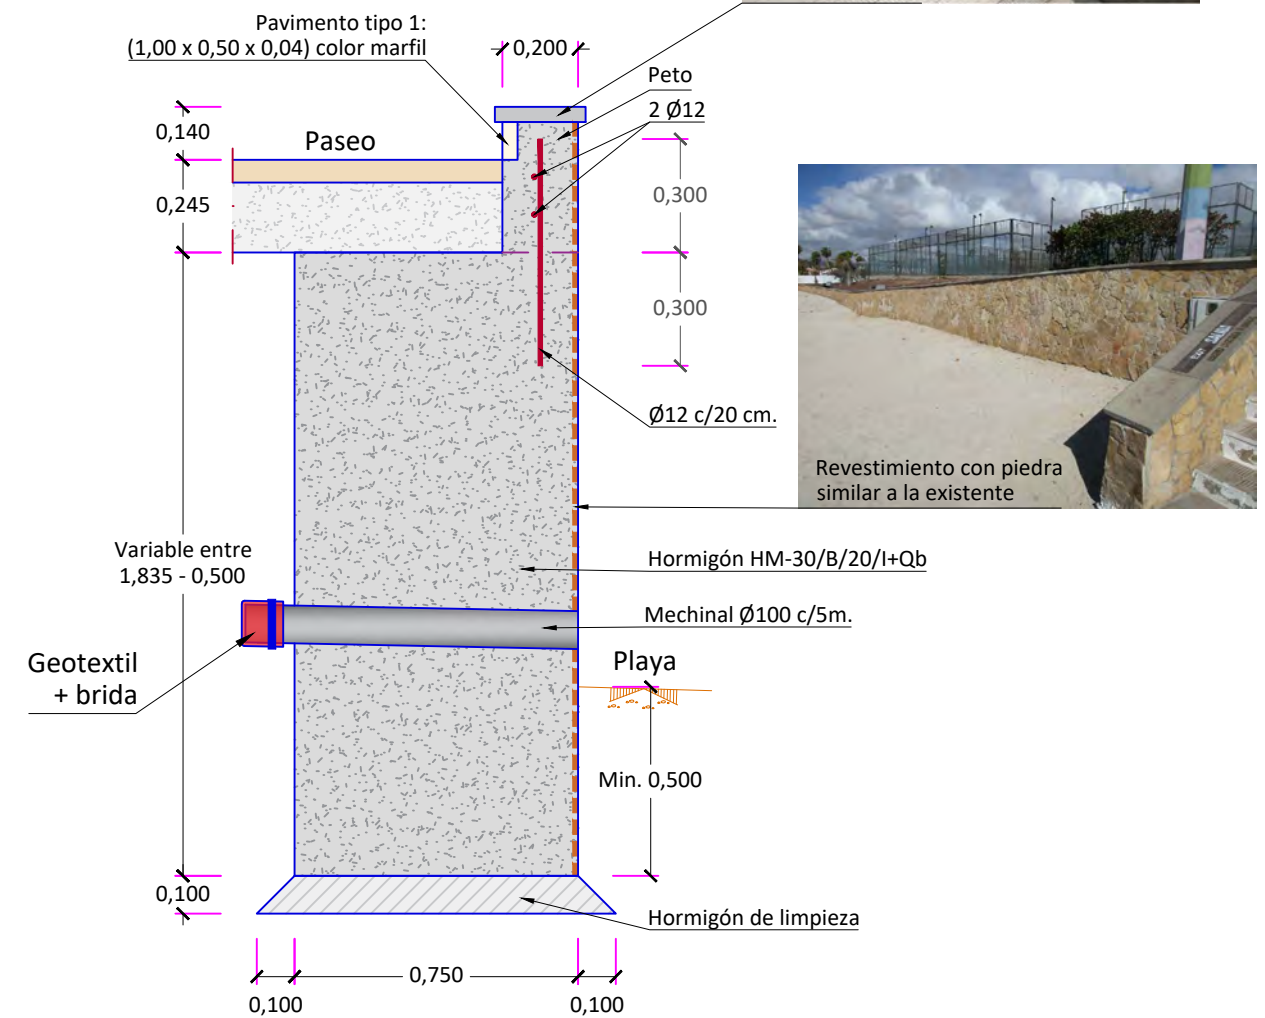 Pavimento tipo 1:
(1,00 x 0,50 x 0,04) color marfil
0,200
Peto
2 Ø12
0,140
Paseo
0,245
0,300
0,300
Ø12 c/20 cm.
Revestimiento con piedra
similar a la existente
Variable entre
1,835 - 0,500
Hormigón HM-30/B/20/I+Qb
Mechinal Ø100 c/5m.
Geotextil
+ brida
Playa
Min. 0,500
0,100
Hormigón de limpieza
0,750
0,100
0,100